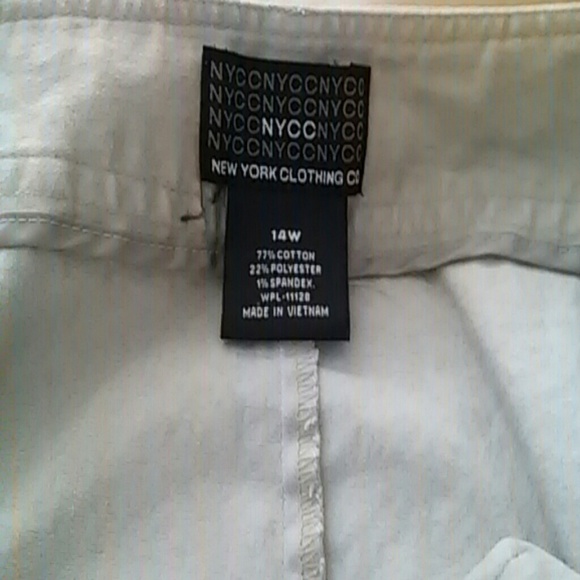 NYCCNYCCNYCC
NYCCNYCCNYCC
NYCCNYCCNYCC
NYCCNYCCNYCC
NEW YORK CLOTHING CO
14W
77% COTTON
22% POLYESTER
1% SPANDEX.
WPL-11128
MADE IN VIETNAM